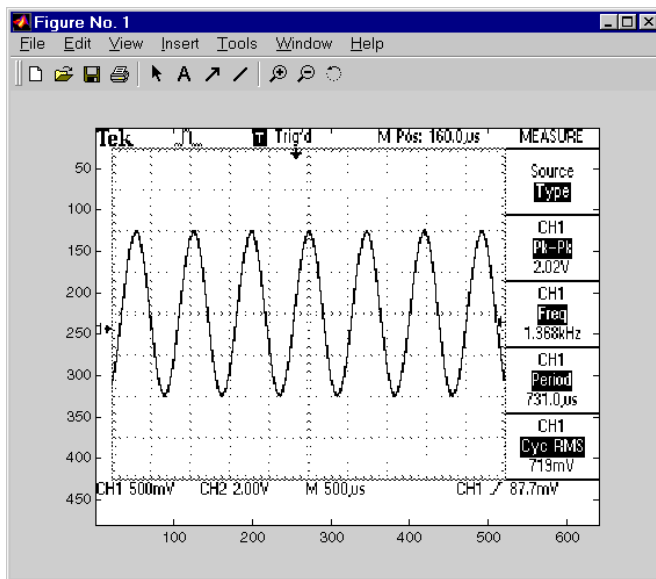 Figure No. 1
File Edit View Insert Tools Window Help
A
Tek T Trig'd M Pos: 160.0µs MEASURE
Source
Type
CH1
Pk-Pk
2.02V
CH1
Freq
1.368kHz
CH1
Period
731.0µs
CH1
Cyc RMS
719mV
CH1 500mV CH2 2.00V M 500µs CH1 87.7mV
50
100
150
200
250
300
350
400
450
1
100 200 300 400 500 600